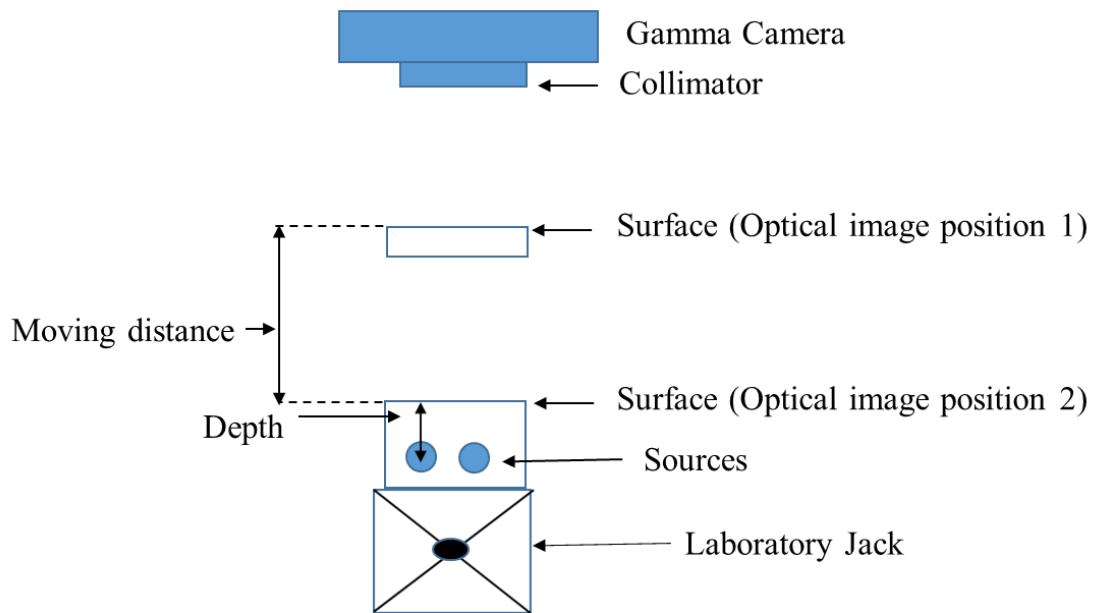 Gamma Camera
Collimator
Surface (Optical image position 1)
Moving distance
Surface (Optical image position 2)
Depth
Sources
Laboratory Jack